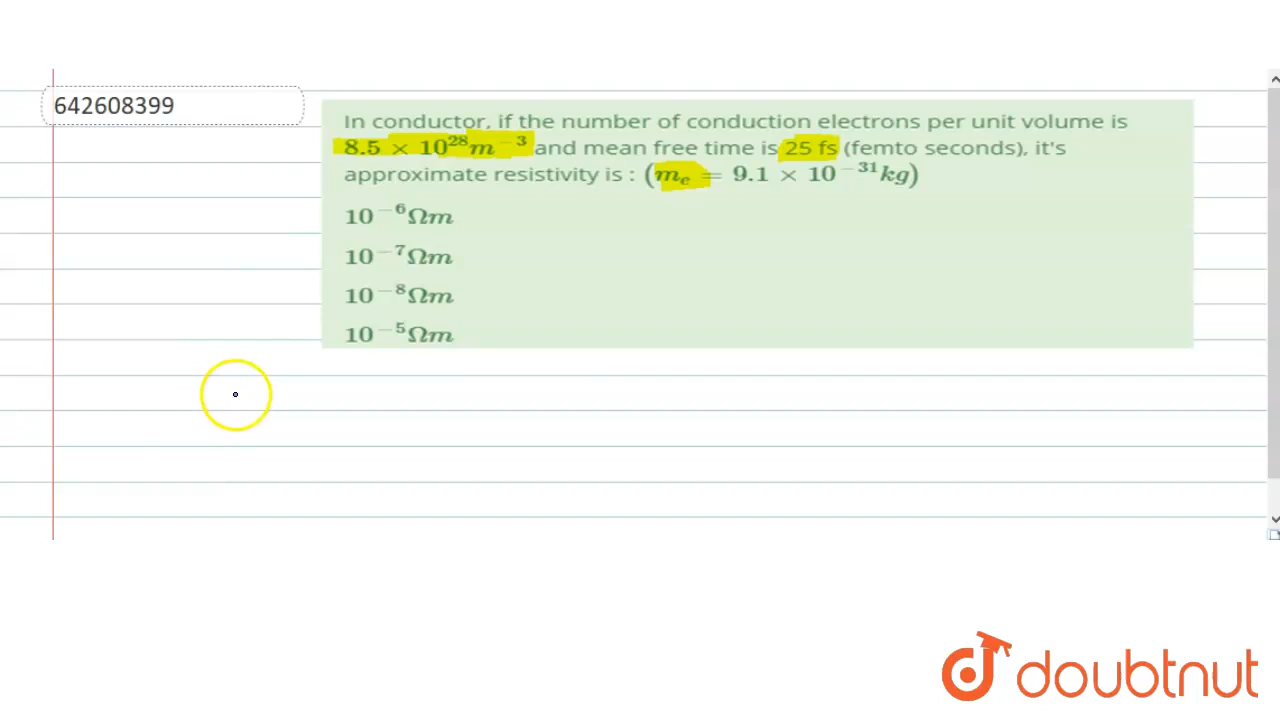 642608399
In conductor, if the number of conduction electrons per unit volume is
8.5 × 10²⁸m⁻³ and mean free time is 25 fs (femto seconds), it's
approximate resistivity is : (mₑ = 9.1 × 10⁻³¹kg)
10⁻⁶Ωm
10⁻⁷Ωm
10⁻⁸Ωm
10⁻⁵Ωm
doubtnut